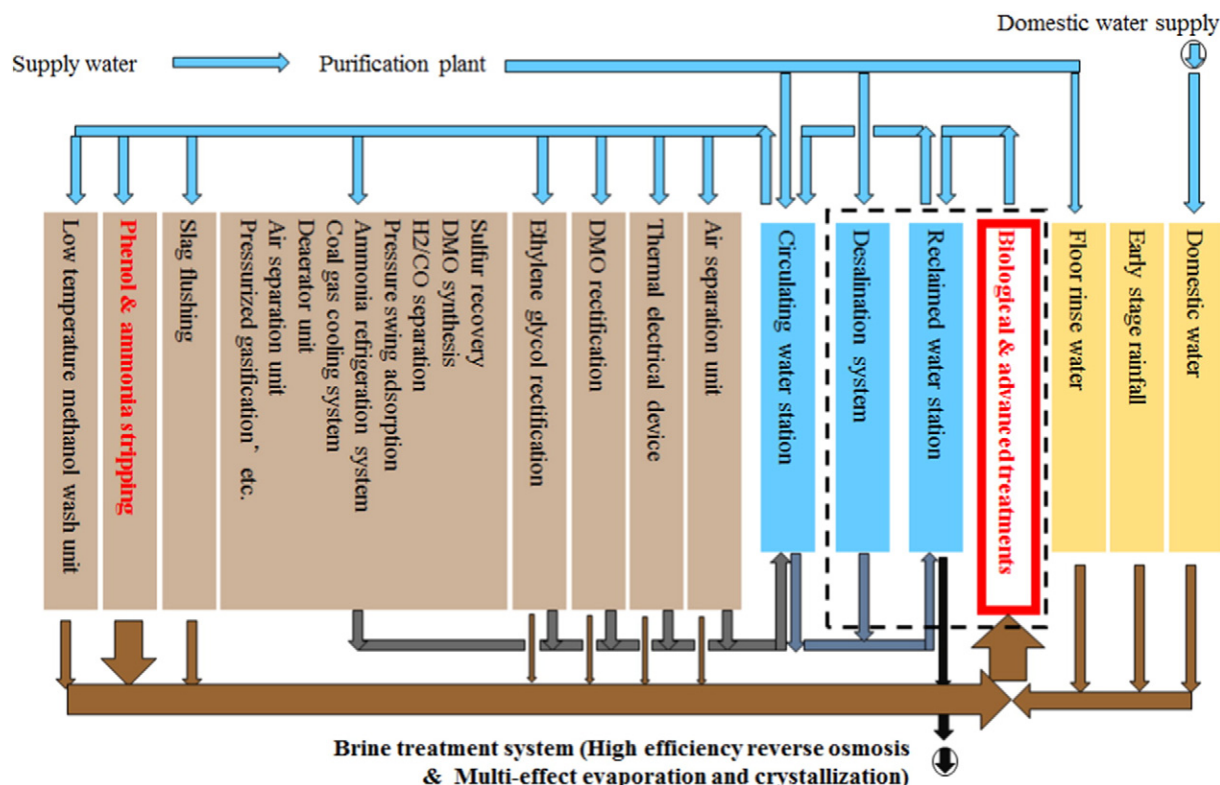 Domestic water supply
Supply water
Purification plant
Low temperature methanol wash unit
Phenol & ammonia stripping
Slag flushing
Sulfur recovery
DMO synthesis
H2/CO separation
Pressure swing adsorption
Ammonia refrigeration system
Coal gas cooling system
Deaerator unit
Air separation unit
Pressurized gasification’ etc.
Ethylene glycol rectification
DMO rectification
Thermal electrical device
Air separation unit
Circulating water station
Desalination system
Reclaimed water station
Biological & advanced treatments
Floor rinse water
Early stage rainfall
Domestic water
Brine treatment system (High efficiency reverse osmosis
& Multi-effect evaporation and crystallization)